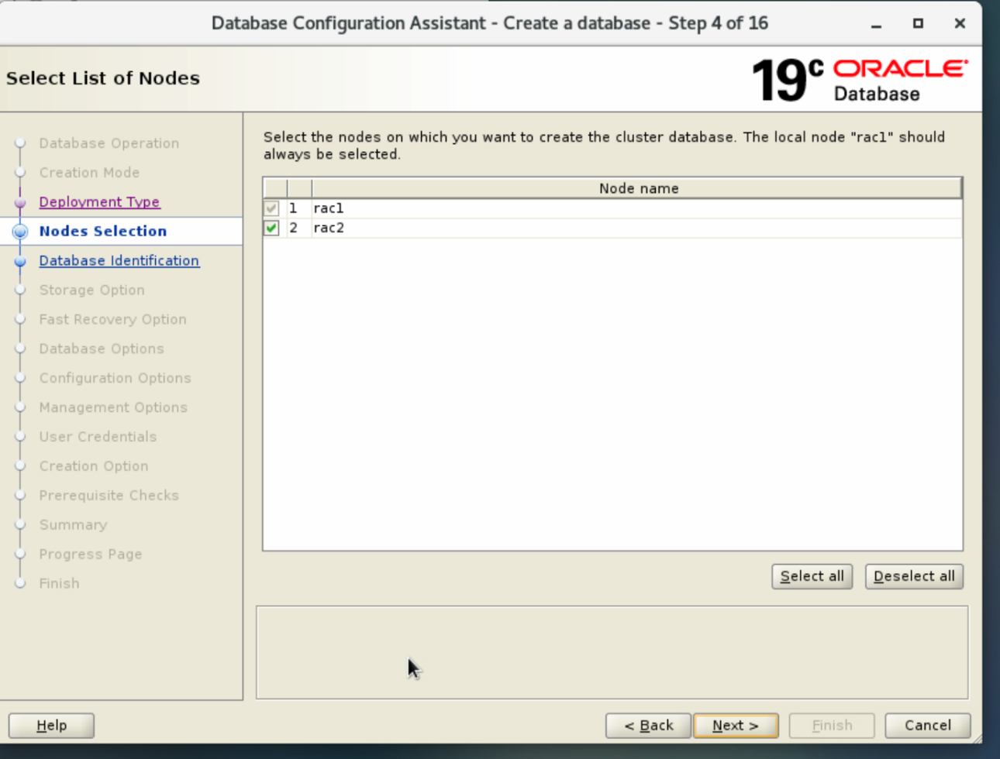 Database Configuration Assistant - Create a database - Step 4 of 16
Select List of Nodes
19c ORACLE
Database
Database Operation
Creation Mode
Deployment Type
Nodes Selection
Database Identification
Storage Option
Fast Recovery Option
Database Options
Configuration Options
Management Options
User Credentials
Creation Option
Prerequisite Checks
Summary
Progress Page
Finish
Select the nodes on which you want to create the cluster database. The local node "rac1" should
always be selected.
Node name
1 rac1
2 rac2
Select all
Deselect all
Help
< Back
Next >
Finish
Cancel